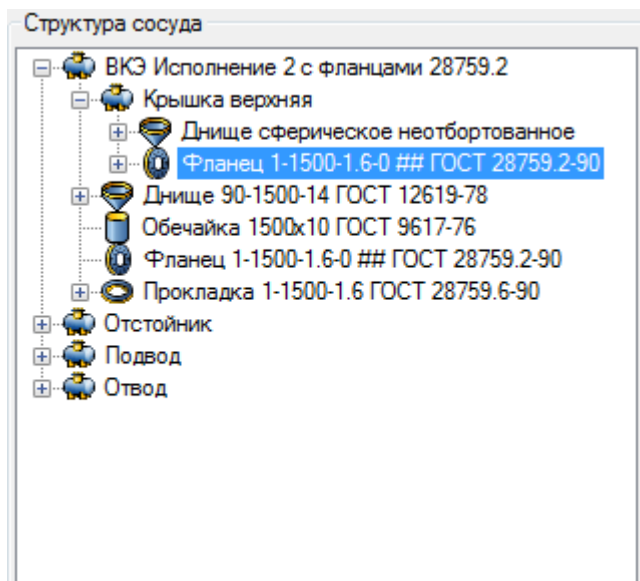 Структура сосуда
ВКЭ Исполнение 2 с фланцами 28759.2
Крышка верхняя
Днище сферическое неотбортованное
Фланец 1-1500-1.6-0 ## ГОСТ 28759.2-90
Днище 90-1500-14 ГОСТ 12619-78
Обечайка 1500x10 ГОСТ 9617-76
Фланец 1-1500-1.6-0 ## ГОСТ 28759.2-90
Прокладка 1-1500-1.6 ГОСТ 28759.6-90
Отстойник
Подвод
Отвод